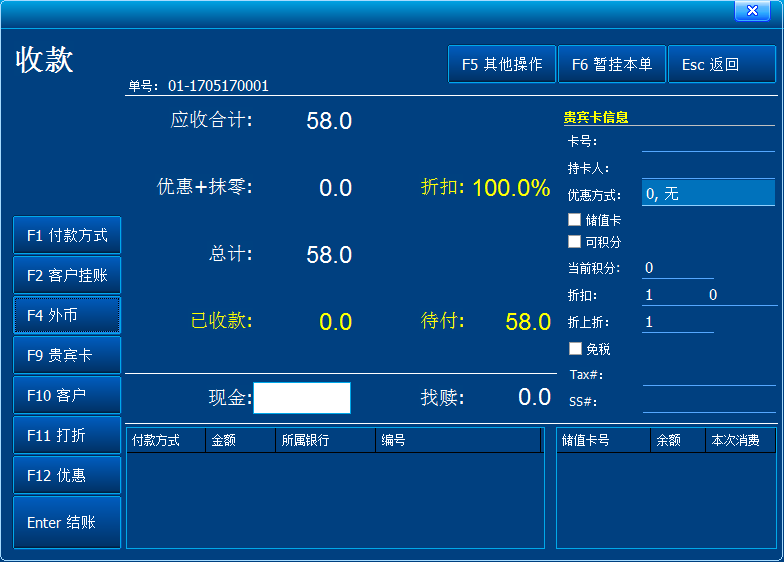 收款
F5 其他操作
F6 暂挂本单
Esc 返回
单号: 01-1705170001
应收合计: 58.0
优惠+抹零: 0.0
折扣: 100.0%
总计: 58.0
已收款: 0.0
待付: 58.0
现金:
找赎: 0.0
贵宾卡信息
卡号:
持卡人:
优惠方式: 0, 无
储值卡
可积分
当前积分: 0
折扣: 1 0
折上折: 1
免税
Tax#:
SS#:
F1 付款方式
F2 客户挂账
F4 外币
F9 贵宾卡
F10 客户
F11 打折
F12 优惠
Enter 结账
付款方式 金额 所属银行 编号
储值卡号 余额 本次消费